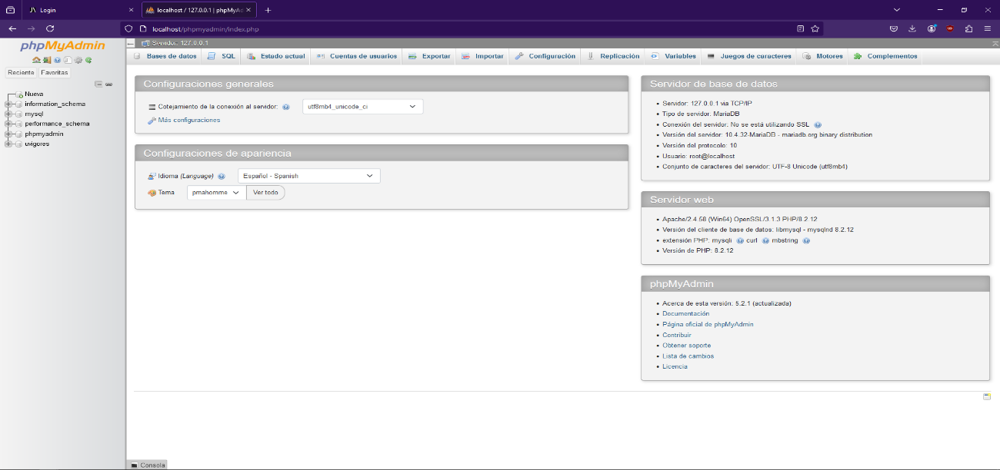 Login
localhost / 127.0.0.1 | phpMyAd
localhost/phpmyadmin/index.php
phpMyAdmin
Reciente Favoritas
Nueva
information_schema
mysql
performance_schema
phpmyadmin
uvigores
Servidor: 127.0.0.1
Bases de datos SQL Estado actual Cuentas de usuarios Exportar Importar Configuración Replicación Variables Juegos de caracteres Motores Complementos
Configuraciones generales
Cotejamiento de la conexión al servidor: utf8mb4_unicode_ci
Más configuraciones
Configuraciones de apariencia
Idioma (Language) Español - Spanish
Tema pmahomme Ver todo
Servidor de base de datos
Servidor: 127.0.0.1 via TCP/IP
Tipo de servidor: MariaDB
Conexión del servidor: No se está utilizando SSL
Versión del servidor: 10.4.32-MariaDB - mariadb.org binary distribution
Versión del protocolo: 10
Usuario: root@localhost
Conjunto de caracteres del servidor: UTF-8 Unicode (utf8mb4)
Servidor web
Apache/2.4.58 (Win64) OpenSSL/3.1.3 PHP/8.2.12
Versión del cliente de base de datos: libmysql - mysqlnd 8.2.12
extensión PHP: mysqli curl mbstring
Versión de PHP: 8.2.12
phpMyAdmin
Acerca de esta versión: 5.2.1 (actualizada)
Documentación
Página oficial de phpMyAdmin
Contribuir
Obtener soporte
Lista de cambios
Licencia
Consola